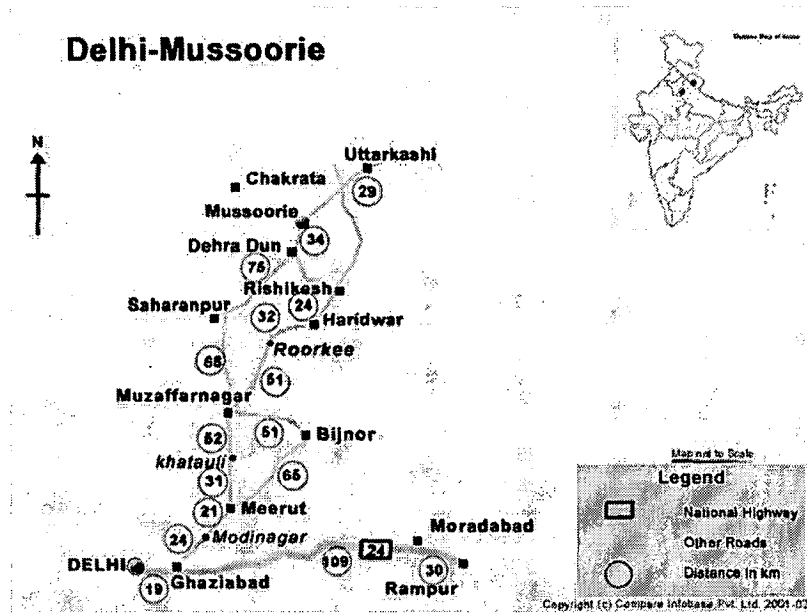 Delhi-Mussoorie
N
Uttarkashi
Chakrata
29
Mussoorie
34
Dehra Dun
75
Rishikesh
Saharanpur
24
32
Haridwar
Roorkee
68
51
Muzaffarnagar
52
51
Bijnor
khatauli
31
65
Map not to Scale
Legend
21
Meerut
National Highway
24
Modinagar
Moradabad
Other Roads
DELHI
24
109
30
Distance in km
19
Ghaziabad
Rampur
Copyright (c) Compare Infobase Pvt. Ltd. 2001-02